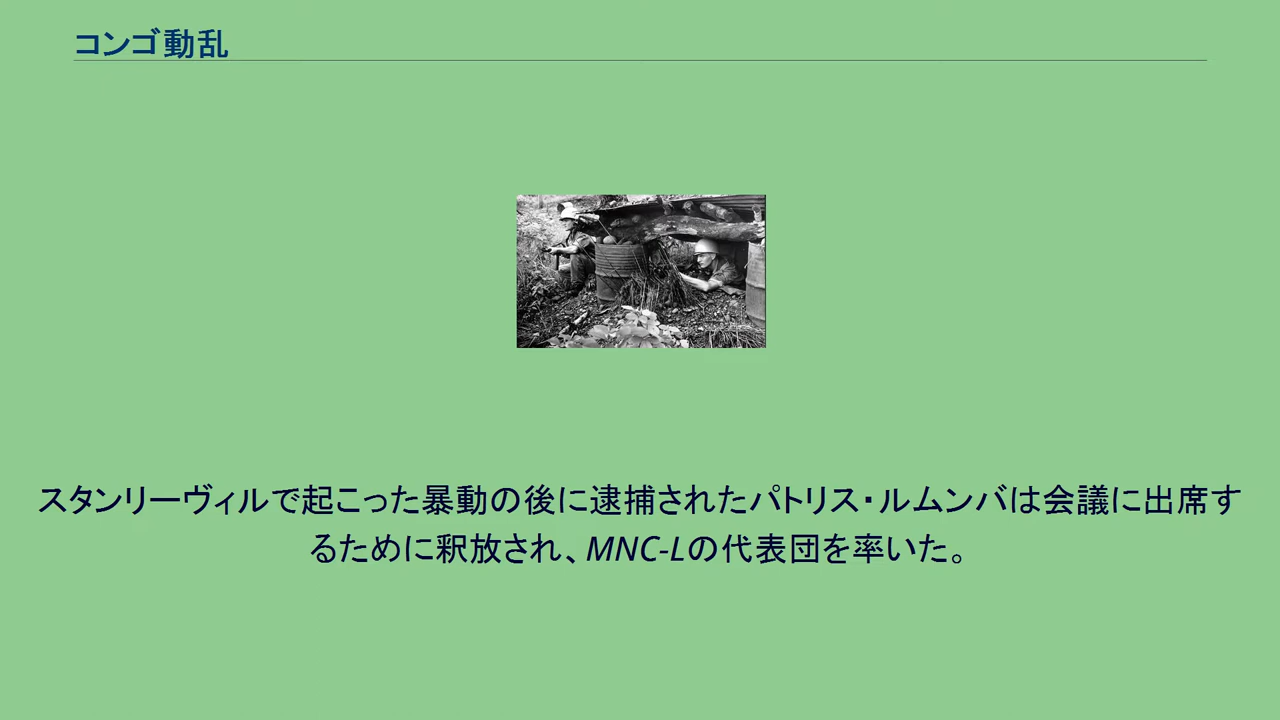 コンゴ動乱
スタンリーヴィルで起こった暴動の後に逮捕されたパトリス・ルムンバは会議に出席す
るために釈放され、MNC-Lの代表団を率いた。